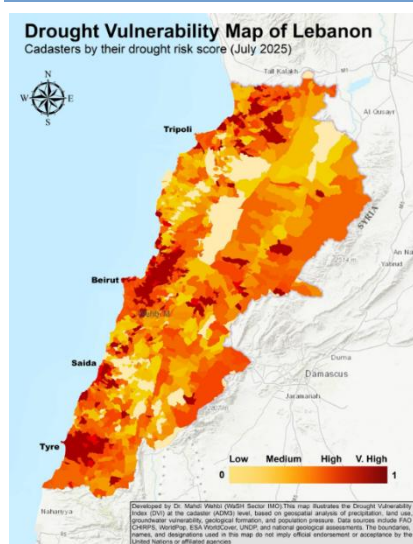 Drought Vulnerability Map of Lebanon
Cadasters by their drought risk score (July 2025)
N
W
E
S
Tall Kalakh
Al Qusayr
Tripoli
SYRIA
An Na
Yabrud
Beirut
Saida
Duma
Damascus
Jaramanah
Tyre
Low Medium High V. High
0 1
Nahariyya
Developed by Dr. Mahdi Wehbi (WaSH Sector IMO) This map illustrates the Drought Vulnerability
Index (DVI) at the cadaster (ADM3) level, based on geospatial analysis of precipitation, land use,
groundwater vulnerability, geological formation, and population pressure. Data sources include FAO
CHIRPS, WorldPop, ESA WorldCover, UNDP, and national geological assessments. The boundaries,
names, and designations used in this map do not imply official endorsement or acceptance by the
United Nations or affiliated agencies